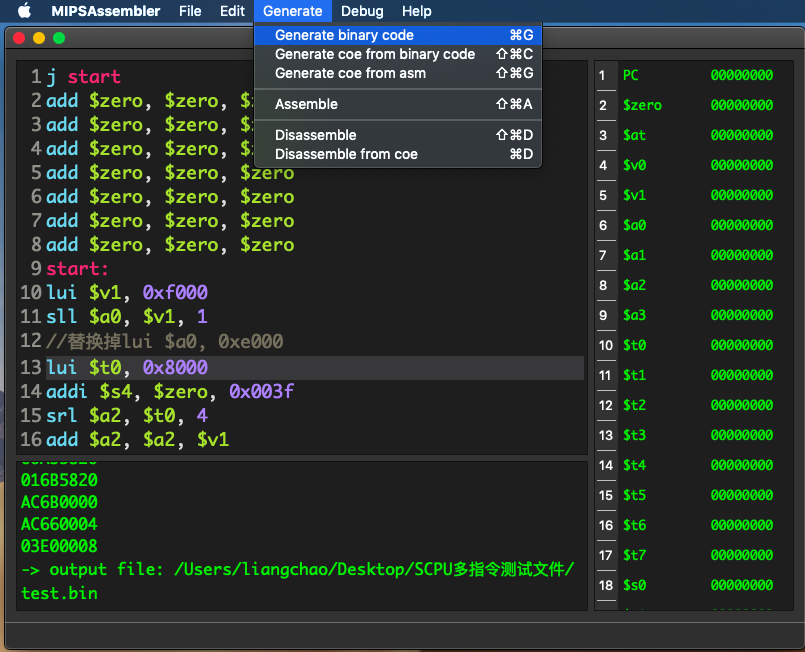 MIPSAssembler File Edit Generate Debug Help
Generate binary code ⌘G
Generate coe from binary code ⇧⌘C
Generate coe from asm ⇧⌘G
Assemble ⇧⌘A
Disassemble ⇧⌘D
Disassemble from coe ⌘D
1 j start
2 add $zero, $zero,
3 add $zero, $zero,
4 add $zero, $zero,
5 add $zero, $zero, $zero
6 add $zero, $zero, $zero
7 add $zero, $zero, $zero
8 add $zero, $zero, $zero
9 start:
10 lui $v1, 0xf000
11 sll $a0, $v1, 1
12 //替换掉lui $a0, 0xe000
13 lui $t0, 0x8000
14 addi $s4, $zero, 0x003f
15 srl $a2, $t0, 4
16 add $a2, $a2, $v1
016B5820
AC6B0000
AC660004
03E00008
-> output file: /Users/liangchao/Desktop/SCPU多指令测试文件/
test.bin
1 PC 00000000
2 $zero 00000000
3 $at 00000000
4 $v0 00000000
5 $v1 00000000
6 $a0 00000000
7 $a1 00000000
8 $a2 00000000
9 $a3 00000000
10 $t0 00000000
11 $t1 00000000
12 $t2 00000000
13 $t3 00000000
14 $t4 00000000
15 $t5 00000000
16 $t6 00000000
17 $t7 00000000
18 $s0 00000000